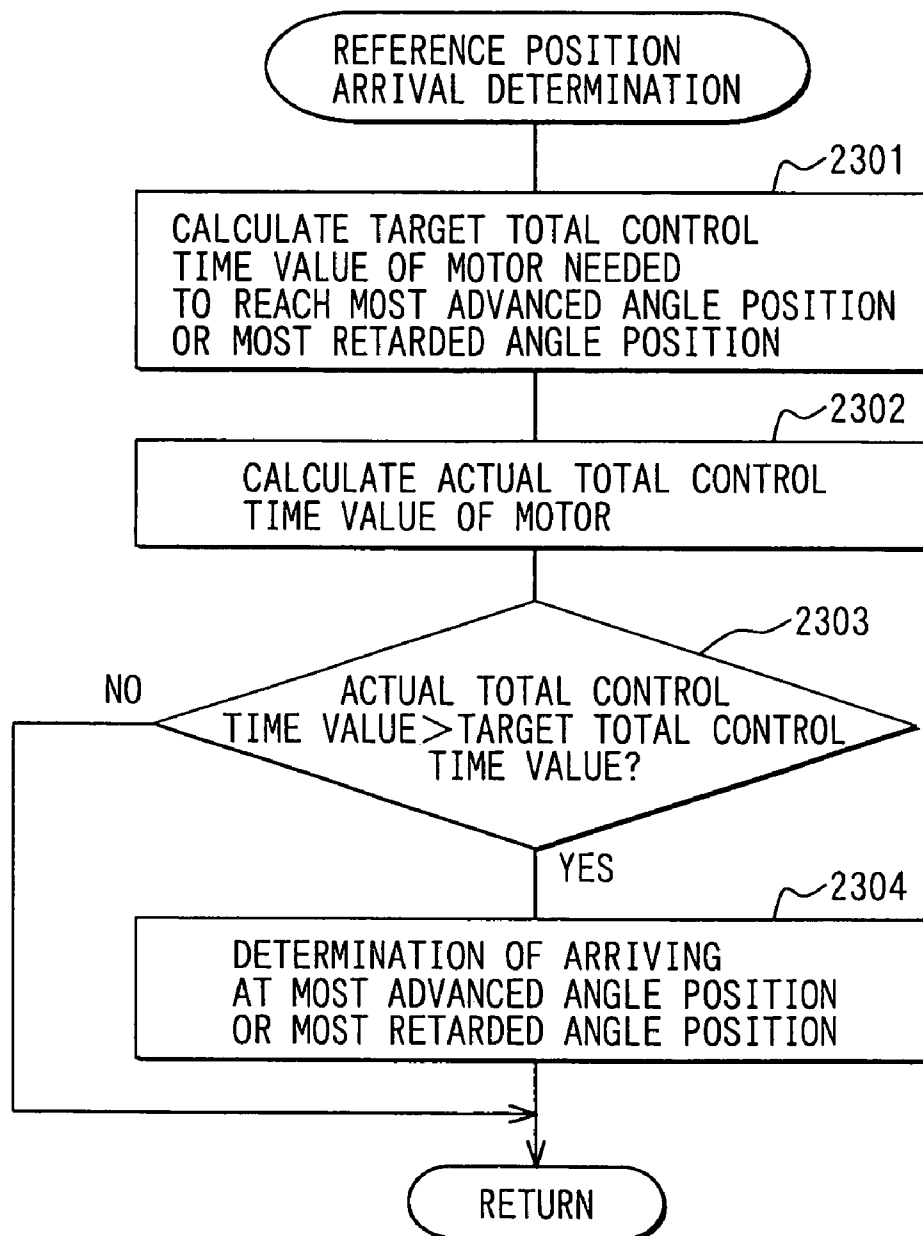 REFERENCE POSITION
ARRIVAL DETERMINATION
2301
CALCULATE TARGET TOTAL CONTROL
TIME VALUE OF MOTOR NEEDED
TO REACH MOST ADVANCED ANGLE POSITION
OR MOST RETARDED ANGLE POSITION
2302
CALCULATE ACTUAL TOTAL CONTROL
TIME VALUE OF MOTOR
2303
NO
ACTUAL TOTAL CONTROL
TIME VALUE>TARGET TOTAL CONTROL
TIME VALUE?
YES
2304
DETERMINATION OF ARRIVING
AT MOST ADVANCED ANGLE POSITION
OR MOST RETARDED ANGLE POSITION
RETURN